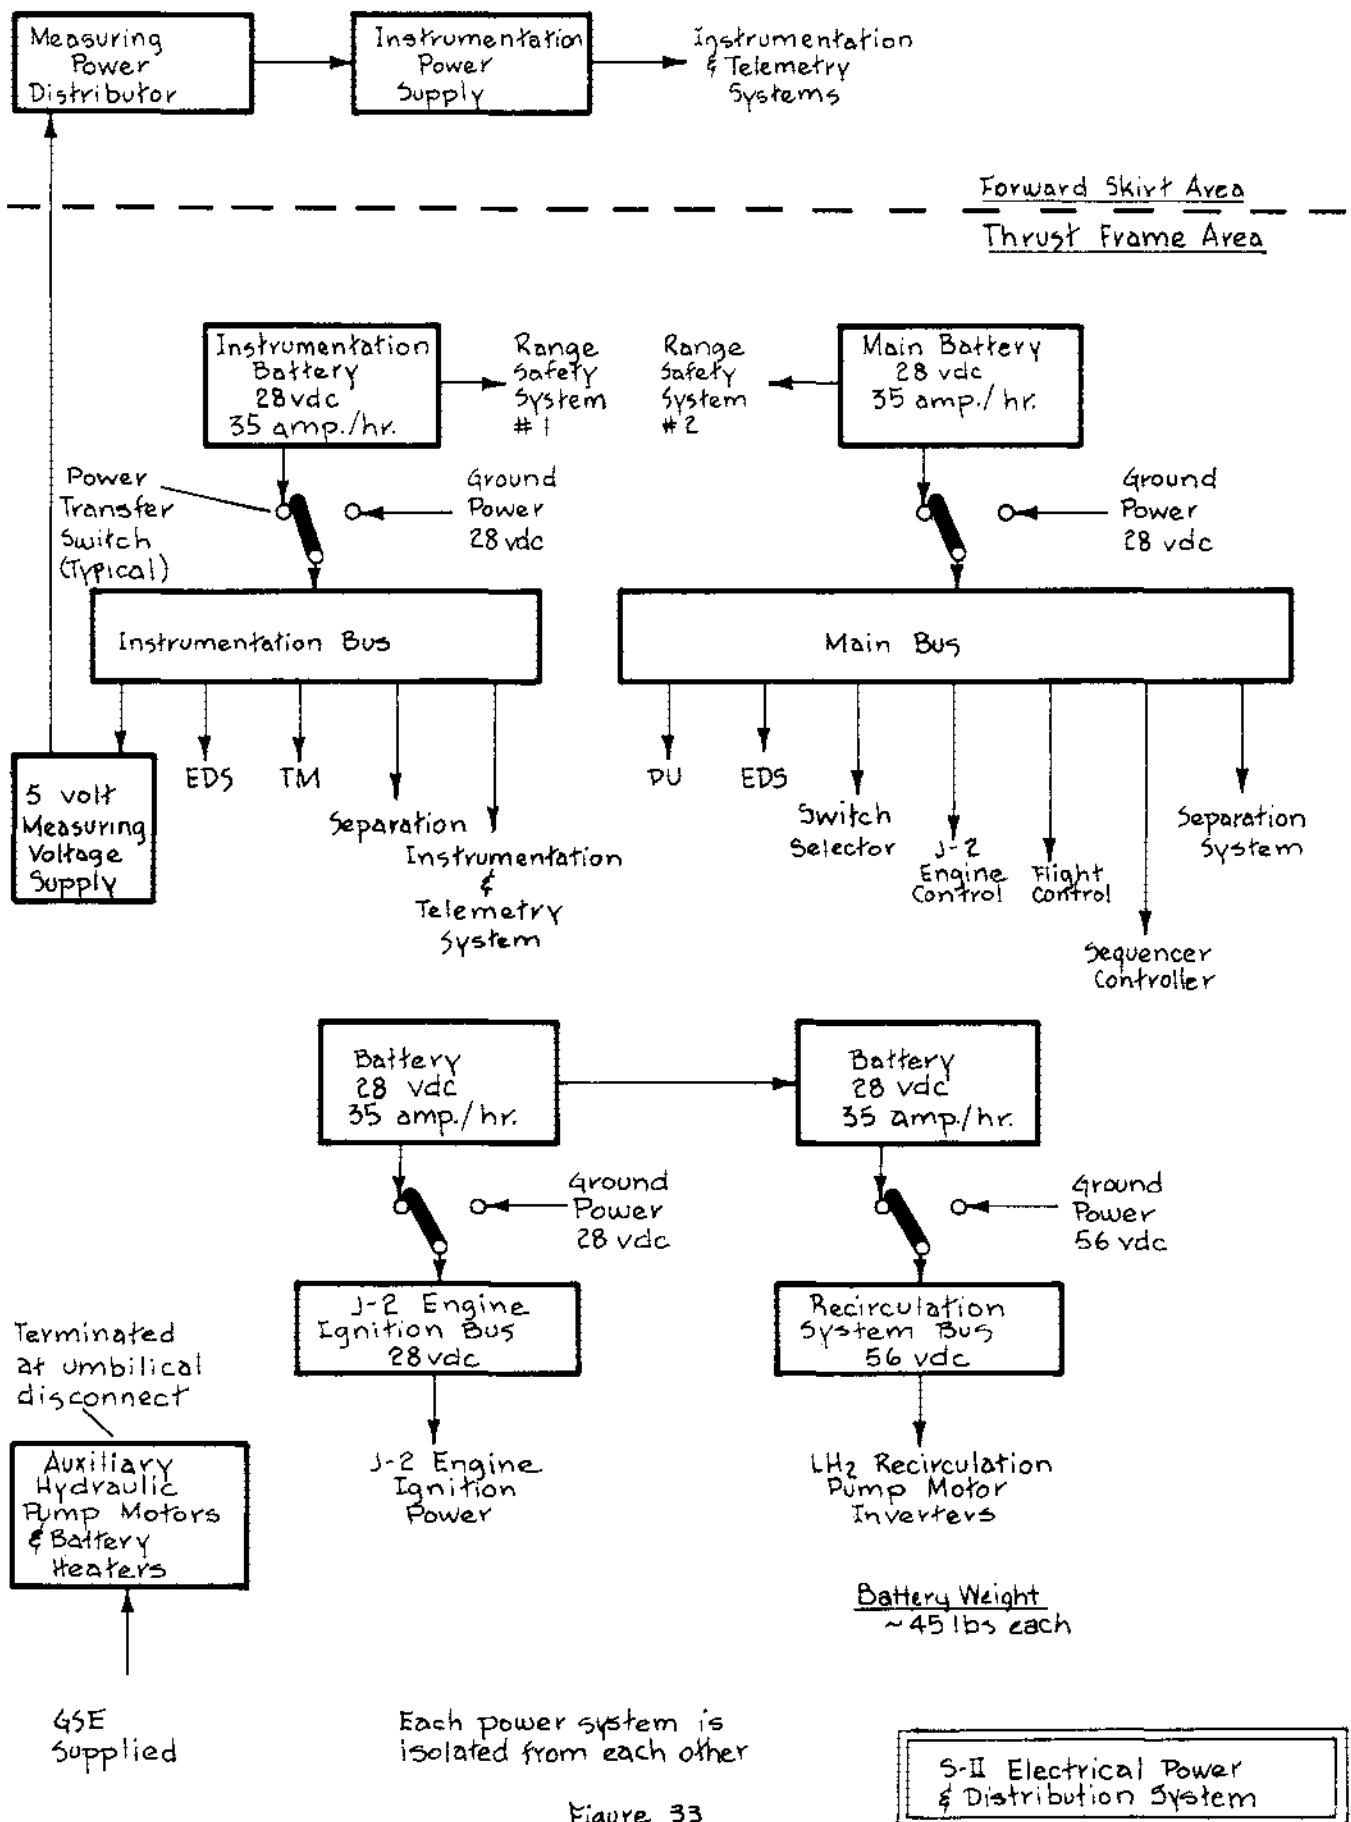 Measuring
Power
Distributor
Instrumentation
Power
Supply
Instrumentation
& Telemetry
Systems
Forward Skirt Area
Thrust Frame Area
Instrumentation
Battery
28vdc
35 amp./hr.
Range
Safety
System
# 1
Range
Safety
System
# 2
Main Battery
28 vdc
35 amp./hr.
Power
Transfer
Switch
(Typical)
Ground
Power
28 vdc
Ground
Power
28 vdc
Instrumentation Bus
Main Bus
5 volt
Measuring
Voltage
Supply
EDS
TM
Separation
Instrumentation
&
Telemetry
System
PU
EDS
Switch
Selector
J-2
Engine
Control
Flight
Control
Sequencer
Controller
Separation
System
Battery
28 vdc
35 amp./hr.
Battery
28 vdc
35 amp./hr.
Ground
Power
28 vdc
Ground
Power
56 vdc
J-2 Engine
Ignition Bus
28vdc
Recirculation
System Bus
56 vdc
Terminated
at umbilical
disconnect
Auxiliary
Hydraulic
Pump Motors
& Battery
Heaters
J-2 Engine
Ignition
Power
LH₂ Recirculation
Pump Motor
Inverters
Battery Weight
~45 lbs each
GSE
Supplied
Each power system is
isolated from each other
S-II Electrical Power
& Distribution System
Figure 33